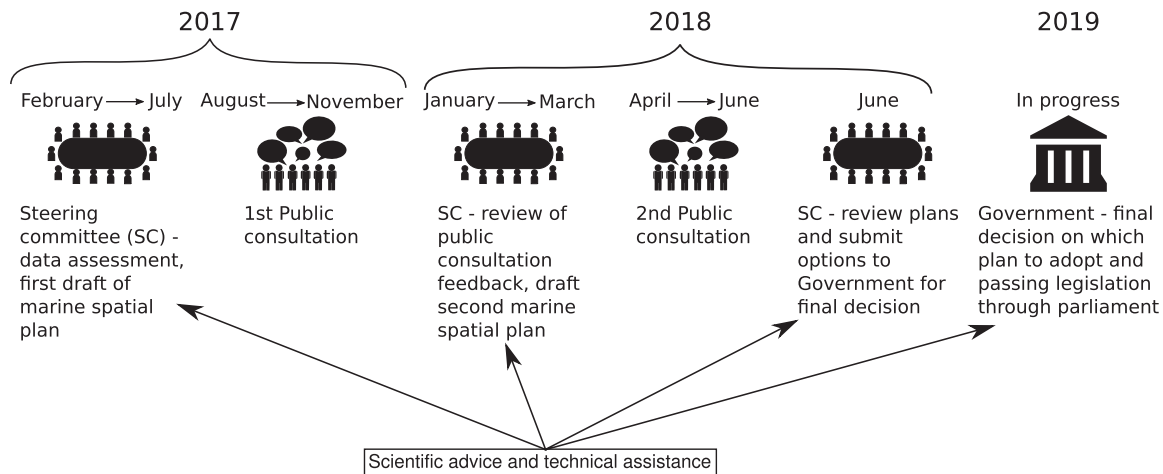 2017
2018
2019
February → July
August → November
January → March
April → June
June
In progress
Steering
committee (SC) -
data assessment,
first draft of
marine spatial
plan
1st Public
consultation
SC - review of
public
consultation
feedback, draft
second marine
spatial plan
2nd Public
consultation
SC - review plans
and submit
options to
Government for
final decision
Government - final
decision on which
plan to adopt and
passing legislation
through parliament
Scientific advice and technical assistance